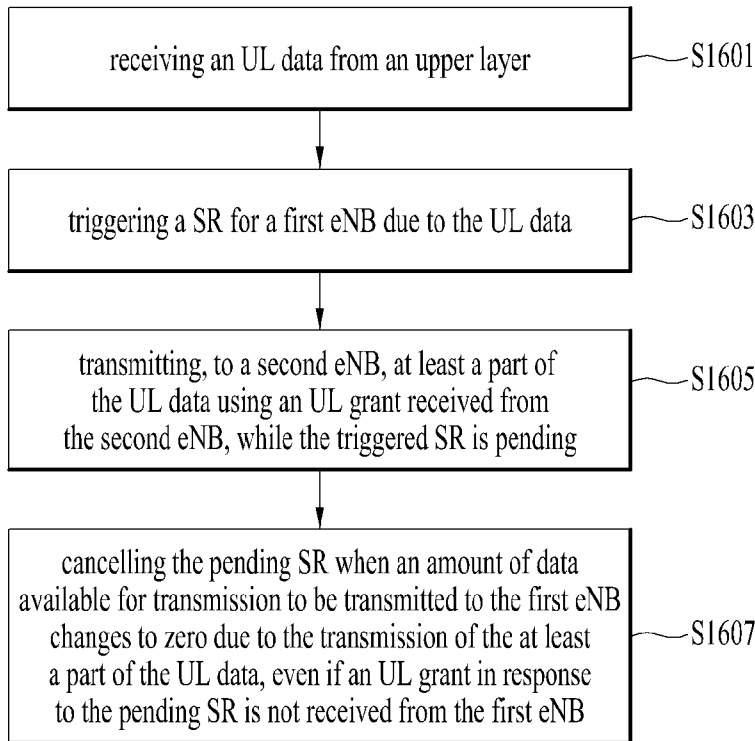 receiving an UL data from an upper layer
S1601
triggering a SR for a first eNB due to the UL data
S1603
transmitting, to a second eNB, at least a part of
the UL data using an UL grant received from
the second eNB, while the triggered SR is pending
S1605
cancelling the pending SR when an amount of data
available for transmission to be transmitted to the first eNB
changes to zero due to the transmission of the at least
a part of the UL data, even if an UL grant in response
to the pending SR is not received from the first eNB
S1607